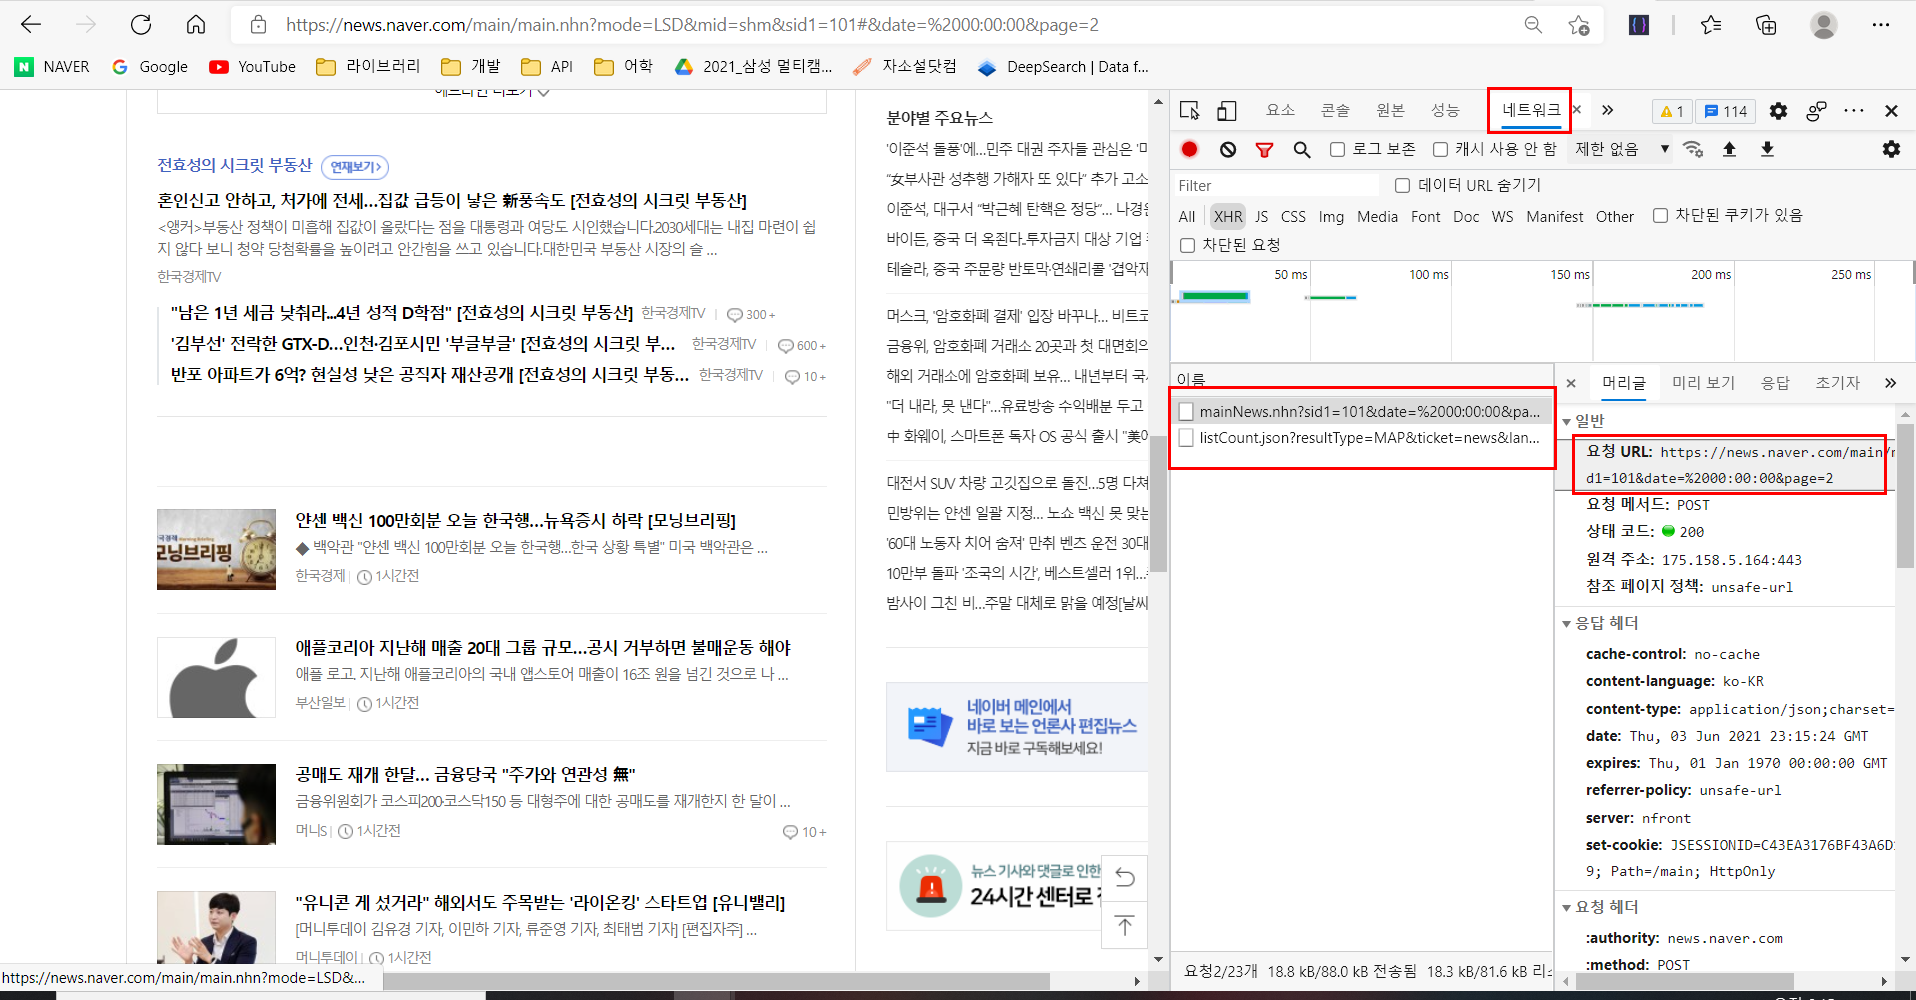 https://news.naver.com/main/main.nhn?mode=LSD&mid=shm&sid1=101#&date=%2000:00:00&page=2
NAVER Google YouTube 라이브러리 개발 API 어학 2021_삼성 멀티캠... 자소설닷컴 DeepSearch | Data f...
헤드라인 더보기
전효성의 시크릿 부동산 연재보기>
혼인신고 안하고, 처가에 전세...집값 급등이 낳은 新풍속도 [전효성의 시크릿 부동산]
<앵커>부동산 정책이 미흡해 집값이 올랐다는 점을 대통령과 여당도 시인했습니다.2030세대는 내집 마련이 쉽
지 않다 보니 청약 당첨확률을 높이려고 안간힘을 쓰고 있습니다.대한민국 부동산 시장의 슬 ...
한국경제TV
"남은 1년 세금 낮춰라...4년 성적 D학점" [전효성의 시크릿 부동산] 한국경제TV 300+
'김부선' 전락한 GTX-D...인천·김포시민 '부글부글' [전효성의 시크릿 부... 한국경제TV 600+
반포 아파트가 6억? 현실성 낮은 공직자 재산공개 [전효성의 시크릿 부동... 한국경제TV 10+
한국경제 Morning Briefing
모닝브리핑
얀센 백신 100만회분 오늘 한국행...뉴욕증시 하락 [모닝브리핑]
◆ 백악관 "얀센 백신 100만회분 오늘 한국행...한국 상황 특별" 미국 백악관은 ...
한국경제 | 1시간전
애플코리아 지난해 매출 20대 그룹 규모...공시 거부하면 불매운동 해야
애플 로고. 지난해 애플코리아의 국내 앱스토어 매출이 16조 원을 넘긴 것으로 나 ...
부산일보 | 1시간전
공매도 재개 한달... 금융당국 "주가와 연관성 無"
금융위원회가 코스피200·코스닥150 등 대형주에 대한 공매도를 재개한지 한 달이 ...
머니S | 1시간전 10+
"유니콘 게 섰거라" 해외서도 주목받는 '라이온킹' 스타트업 [유니밸리]
[머니투데이 김유경 기자, 이민하 기자, 류준영 기자, 최태범 기자] [편집자주] ...
머니투데이 | 1시간전
https://news.naver.com/main/main.nhn?mode=LSD&...
분야별 주요뉴스
'이준석 돌풍'에...민주 대권 주자들 관심은 '마
"女부사관 성추행 가해자 또 있다" 추가 고소
이준석, 대구서 "박근혜 탄핵은 정당"... 나경원
바이든, 중국 더 옥죈다..투자금지 대상 기업
테슬라, 중국 주문량 반토막·연쇄리콜 '겹악재
머스크, '암호화폐 결제' 입장 바꾸나... 비트코
금융위, 암호화폐 거래소 20곳과 첫 대면회의
해외 거래소에 암호화폐 보유... 내년부터 국
"더 내라, 못 낸다"...유료방송 수익배분 두고
中 화웨이, 스마트폰 독자 OS 공식 출시 "美
대전서 SUV 차량 고깃집으로 돌진...5명 다쳐
민방위는 얀센 일괄 지정... 노쇼 백신 못 맞는
'60대 노동자 치어 숨져' 만취 벤츠 운전 30대
10만부 돌파 '조국의 시간', 베스트셀러 1위...
밤사이 그친 비...주말 대체로 맑을 예정[날씨
네이버 메인에서
바로 보는 언론사 편집뉴스
지금 바로 구독해보세요!
뉴스 기사와 댓글로 인한
24시간 센터로
요소 콘솔 원본 성능 네트워크 1 114
로그 보존 캐시 사용 안 함 제한 없음
Filter 데이터 URL 숨기기
All XHR JS CSS Img Media Font Doc WS Manifest Other 차단된 쿠키가 있음
차단된 요청
50 ms 100 ms 150 ms 200 ms 250 ms
이름
mainNews.nhn?sid1=101&date=%2000:00:00&pa...
listCount.json?resultType=MAP&ticket=news&lan...
요청2/23개 18.8 kB/88.0 kB 전송됨 18.3 kB/81.6 kB 리소
머리글 미리 보기 응답 초기자
일반
요청 URL: https://news.naver.com/main/
d1=101&date=%2000:00:00&page=2
요청 메서드: POST
상태 코드: 200
원격 주소: 175.158.5.164:443
참조 페이지 정책: unsafe-url
응답 헤더
cache-control: no-cache
content-language: ko-KR
content-type: application/json;charset=
date: Thu, 03 Jun 2021 23:15:24 GMT
expires: Thu, 01 Jan 1970 00:00:00 GMT
referrer-policy: unsafe-url
server: nfront
set-cookie: JSESSIONID=C43EA3176BF43A6D
9; Path=/main; HttpOnly
요청 헤더
:authority: news.naver.com
:method: POST